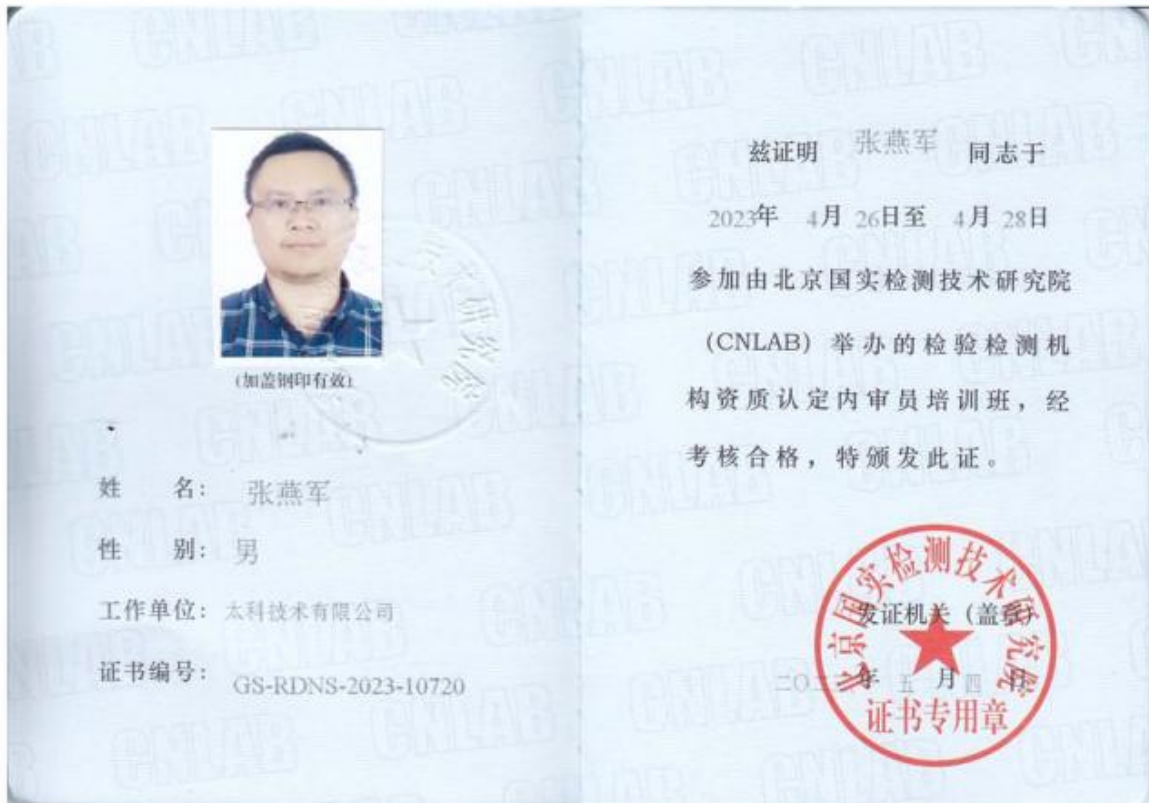 CNLAB
(加盖钢印有效)
姓 名: 张燕军
性 别: 男
工作单位: 太科技术有限公司
证书编号: GS-RDNS-2023-10720
兹证明 张燕军 同志于
2023年 4月 26日至 4月 28日
参加由北京国实检测技术研究院
(CNLAB) 举办的检验检测机
构资质认定内审员培训班,经
考核合格,特颁发此证。
北京国实检测技术研究院
发证机关(盖章)
年 五 月 四 日
证书专用章